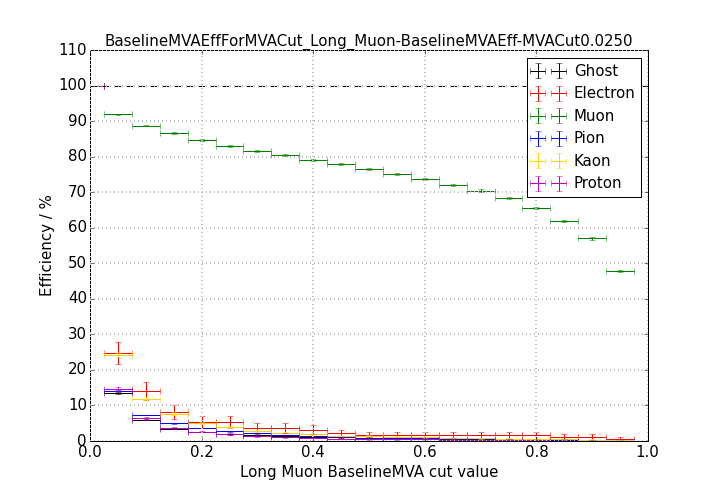 BaselineMVAEffForMVACut_Long_Muon-BaselineMVAEff-MVACut0.0250
110
100
90
80
70
60
50
40
30
20
10
0
Efficiency / %
Ghost
Electron
Muon
Pion
Kaon
Proton
0.0 0.2 0.4 0.6 0.8 1.0
Long Muon BaselineMVA cut value